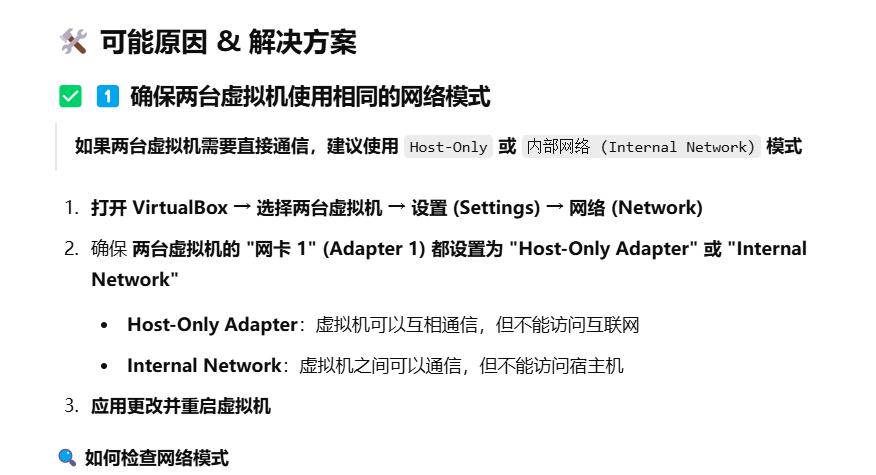 🛠️ 可能原因 & 解决方案
✅ 1️⃣ 确保两台虚拟机使用相同的网络模式
如果两台虚拟机需要直接通信，建议使用 Host-Only 或 内部网络 (Internal Network) 模式
1. 打开 VirtualBox → 选择两台虚拟机 → 设置 (Settings) → 网络 (Network)
2. 确保 两台虚拟机的 "网卡 1" (Adapter 1) 都设置为 "Host-Only Adapter" 或 "Internal
Network"
• Host-Only Adapter：虚拟机可以互相通信，但不能访问互联网
• Internal Network：虚拟机之间可以通信，但不能访问宿主机
3. 应用更改并重启虚拟机
🔍 如何检查网络模式